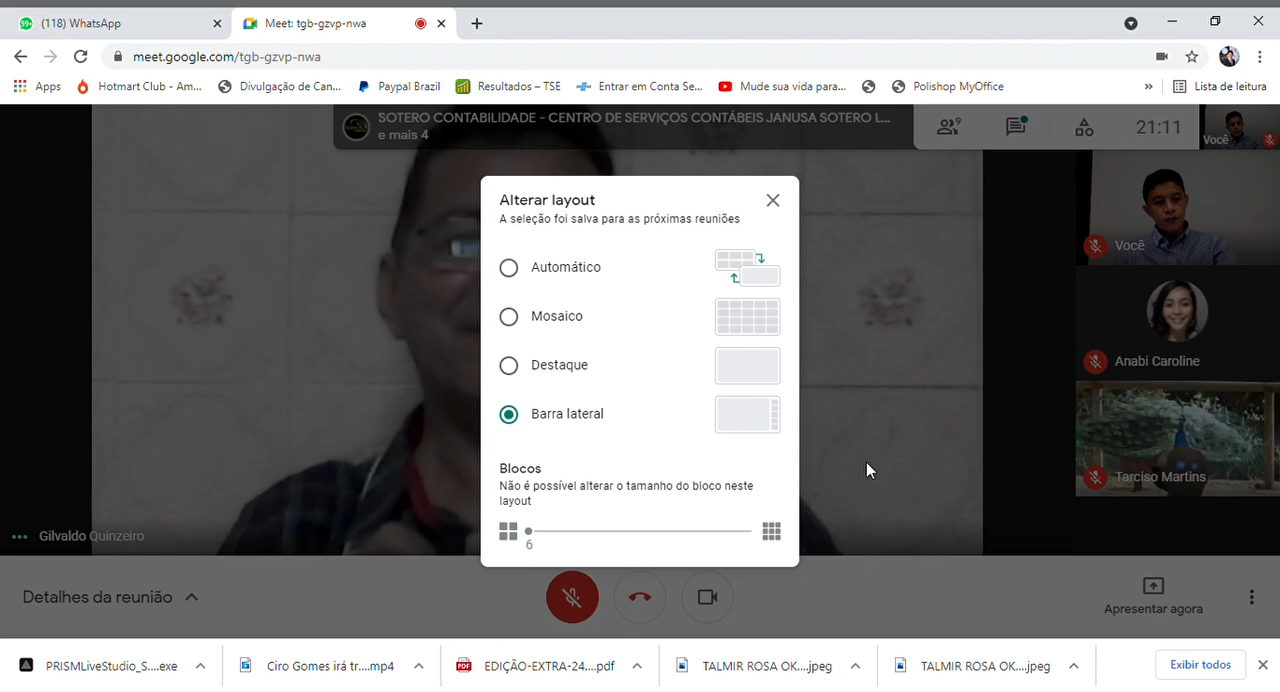 (118) WhatsApp
Meet: tgb-gzvp-nwa
meet.google.com/tgb-gzvp-nwa
Apps
Hotmart Club - Am...
Divulgação de Can...
Paypal Brazil
Resultados – TSE
Entrar em Conta Se...
Mude sua vida para...
Polishop MyOffice
»
Lista de leitura
SOTERO CONTABILIDADE - CENTRO DE SERVIÇOS CONTÁBEIS JANUSA SOTERO L...
e mais 4
9
21:11
Você
Alterar layout
A seleção foi salva para as próximas reuniões
Automático
Mosaico
Destaque
Barra lateral
Blocos
Não é possível alterar o tamanho do bloco neste
layout
6
Você
Anabi Caroline
Tarciso Martins
Gilvaldo Quinzeiro
Detalhes da reunião
Apresentar agora
PRISMLiveStudio_S....exe
Ciro Gomes irá tr....mp4
PDF
EDIÇÃO-EXTRA-24....pdf
TALMIR ROSA OK....jpeg
TALMIR ROSA OK....jpeg
Exibir todos